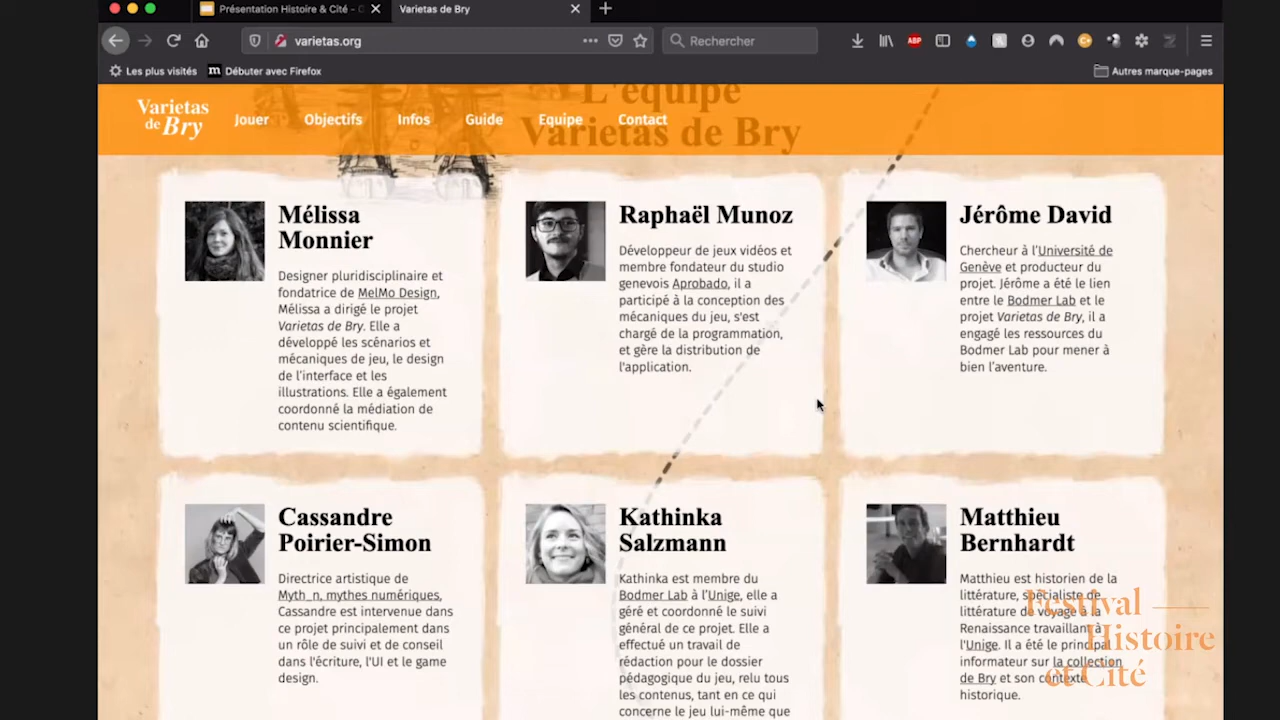 Présentation Histoire & Cité -
Varietas de Bry
varietas.org
Rechercher
ABP
Les plus visités
m Débuter avec Firefox
Autres marque-pages
L'équipe
Varietas de Bry
Varietas
de Bry
Jouer
Objectifs
Infos
Guide
Equipe
Contact
Mélissa
Monnier
Designer pluridisciplinaire et
fondatrice de MelMo Design,
Mélissa a dirigé le projet
Varietas de Bry. Elle a
développé les scénarios et
mécaniques de jeu, le design
de l'interface et les
illustrations. Elle a également
coordonné la médiation de
contenu scientifique.
Raphaël Munoz
Développeur de jeux vidéos et
membre fondateur du studio
genevois Aprobado, il a
participé à la conception des
mécaniques du jeu, s'est
chargé de la programmation,
et gère la distribution de
l'application.
Jérôme David
Chercheur à l'Université de
Genève et producteur du
projet. Jérôme a été le lien
entre le Bodmer Lab et le
projet Varietas de Bry, il a
engagé les ressources du
Bodmer Lab pour mener à
bien l'aventure.
Cassandre
Poirier-Simon
Directrice artistique de
Myth_n, mythes numériques,
Cassandre est intervenue dans
ce projet principalement dans
un rôle de suivi et de conseil
dans l'écriture, l'UI et le game
design.
Kathinka
Salzmann
Kathinka est membre du
Bodmer Lab à l'Unige, elle a
géré et coordonné le suivi
général de ce projet. Elle a
effectué un travail de
rédaction pour le dossier
pédagogique du jeu, relu tous
les contenus, tant en ce qui
concerne le jeu lui-même que
Matthieu
Bernhardt
Matthieu est historien de la
littérature, spécialiste de
littérature de voyage à la
Renaissance travaillant à
l'Unige. Il a été le principal
informateur sur la collection
de Bry et son contexte
historique.
Festival
Histoire
et Cité